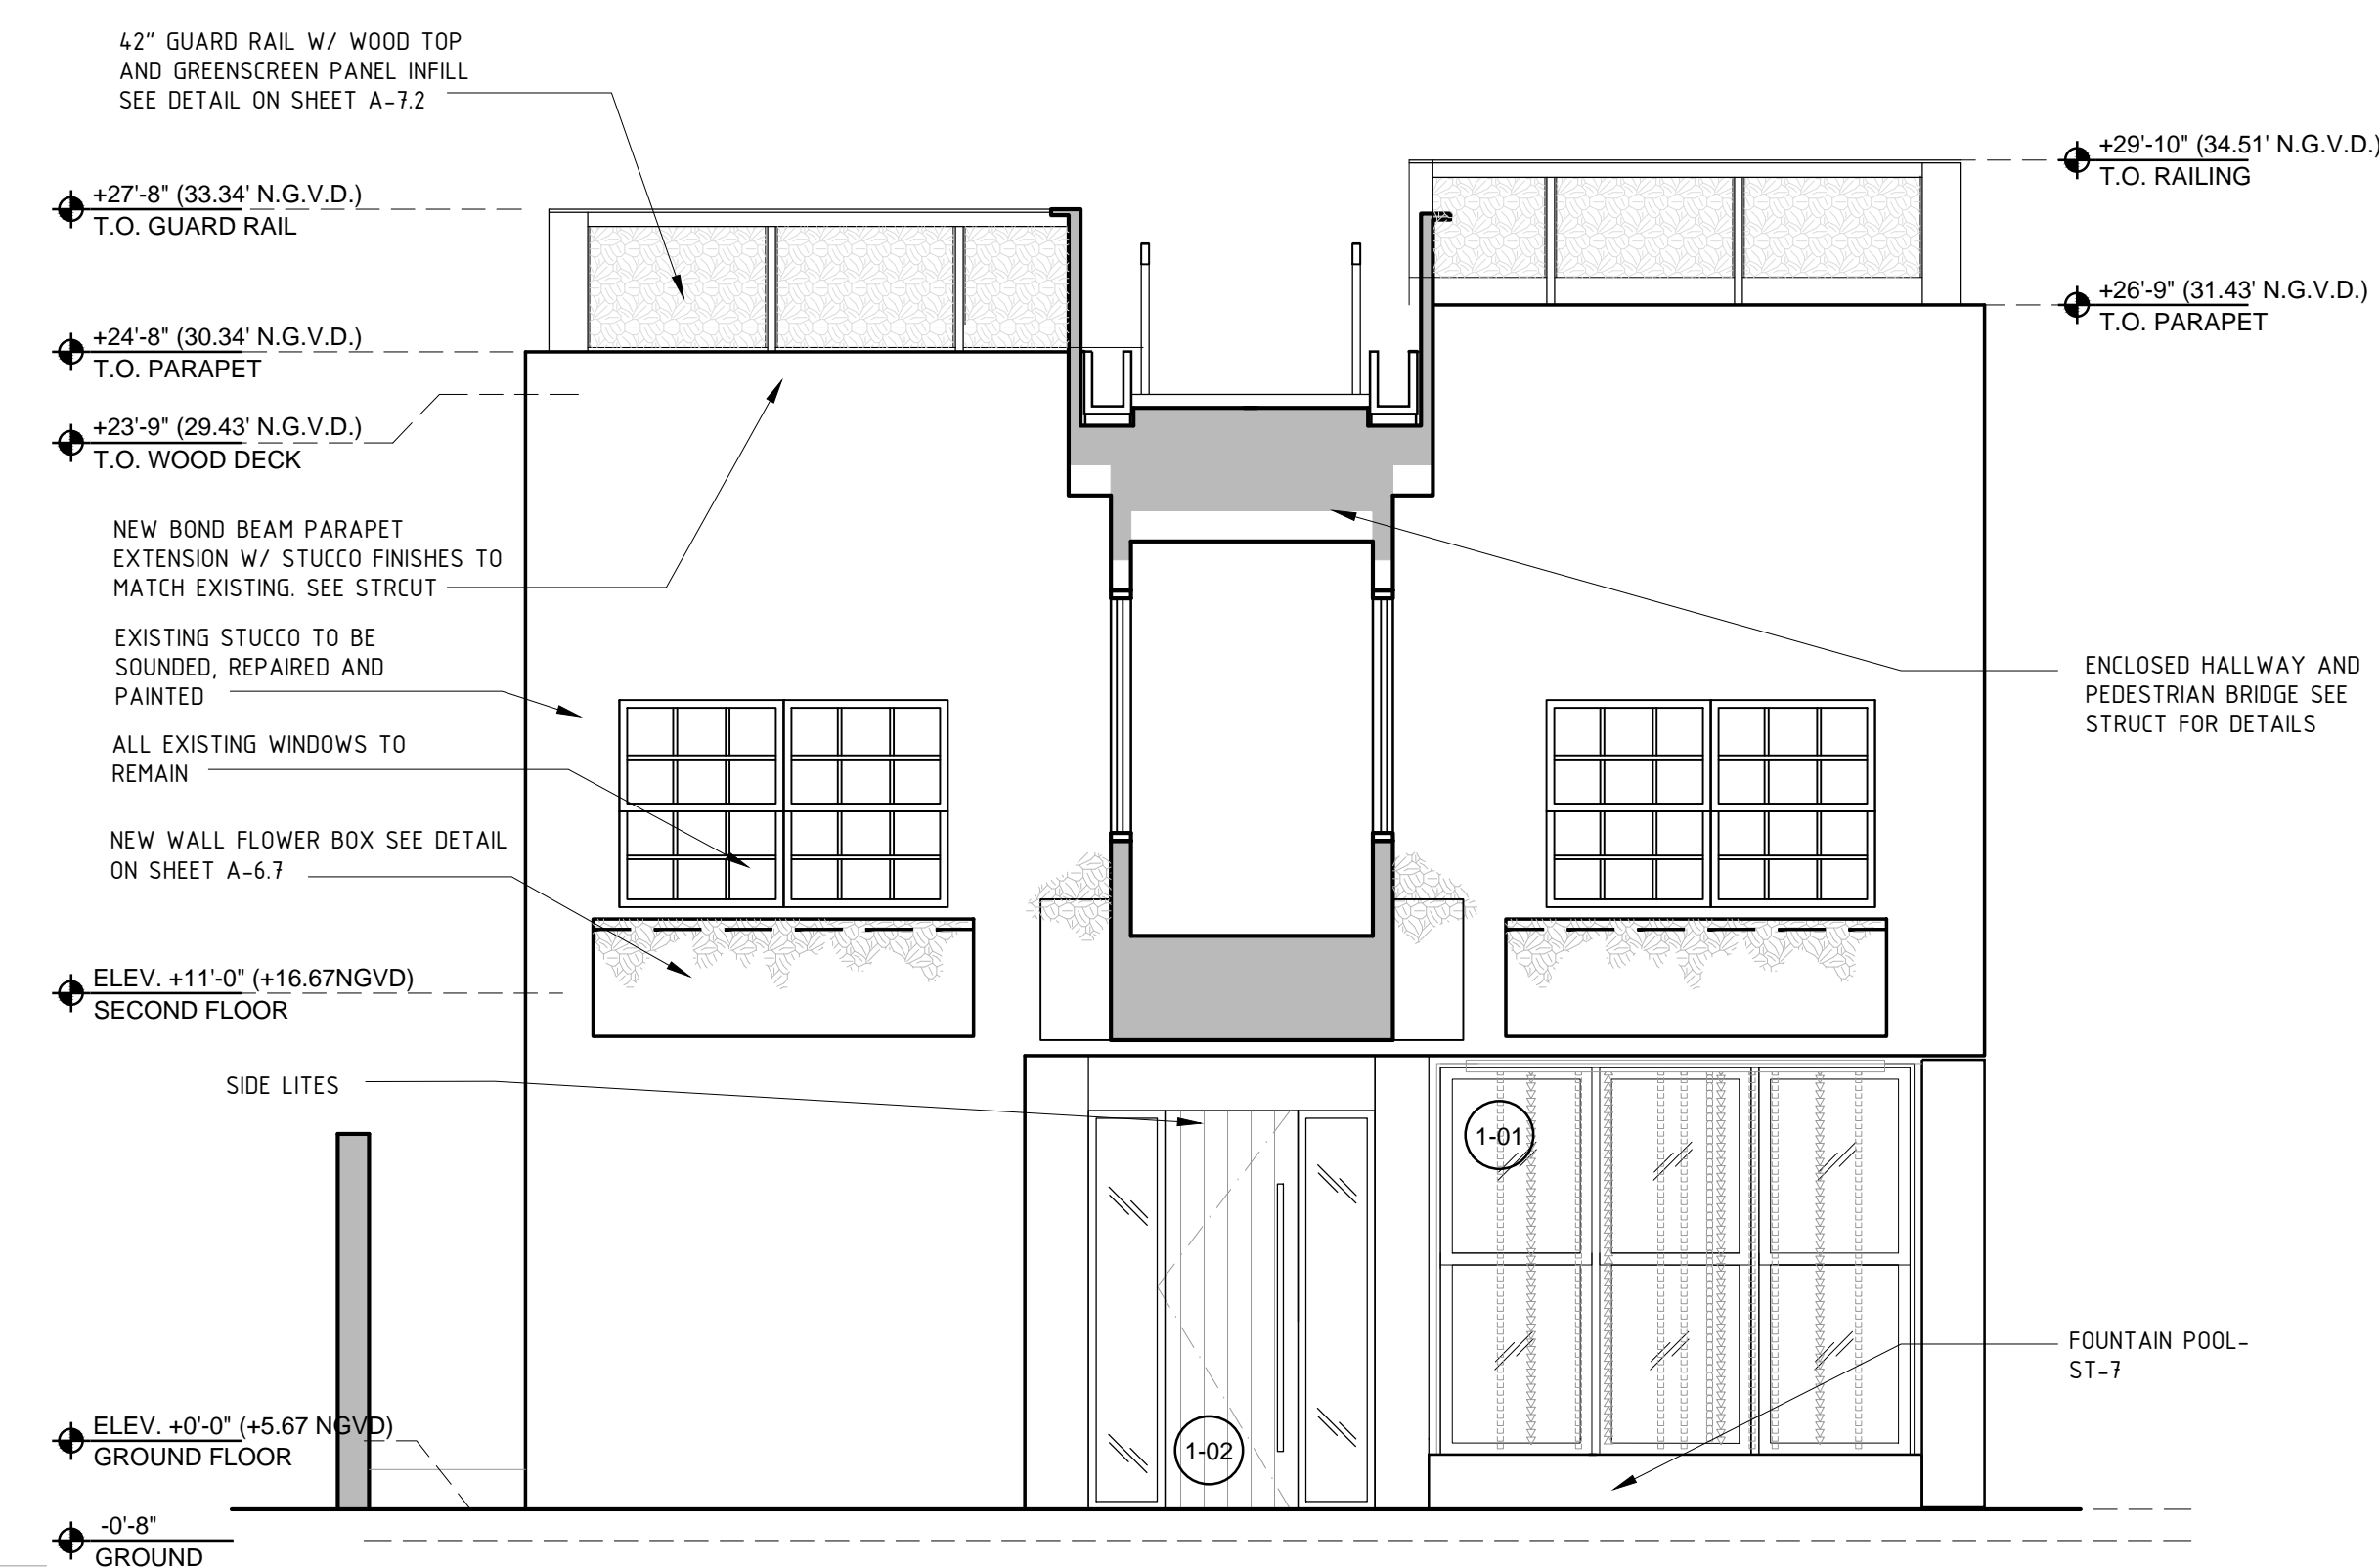 42" GUARD RAIL W/ WOOD TOP
AND GREENSCREEN PANEL INFILL
SEE DETAIL ON SHEET A-7.2
+27'-8" (33.34' N.G.V.D.)
T.O. GUARD RAIL
+24'-8" (30.34' N.G.V.D.)
T.O. PARAPET
+23'-9" (29.43' N.G.V.D.)
T.O. WOOD DECK
NEW BOND BEAM PARAPET
EXTENSION W/ STUCCO FINISHES TO
MATCH EXISTING. SEE STRCUT
EXISTING STUCCO TO BE
SOUNDED, REPAIRED AND
PAINTED
ALL EXISTING WINDOWS TO
REMAIN
NEW WALL FLOWER BOX SEE DETAIL
ON SHEET A-6.7
ELEV. +11'-0" (+16.67NGVD)
SECOND FLOOR
SIDE LITES
ELEV. +0'-0" (+5.67 NGVD)
GROUND FLOOR
-0'-8"
GROUND
1-02
1-01
+29'-10" (34.51' N.G.V.D.)
T.O. RAILING
+26'-9" (31.43' N.G.V.D.)
T.O. PARAPET
ENCLOSED HALLWAY AND
PEDESTRIAN BRIDGE SEE
STRUCT FOR DETAILS
FOUNTAIN POOL-
ST-7